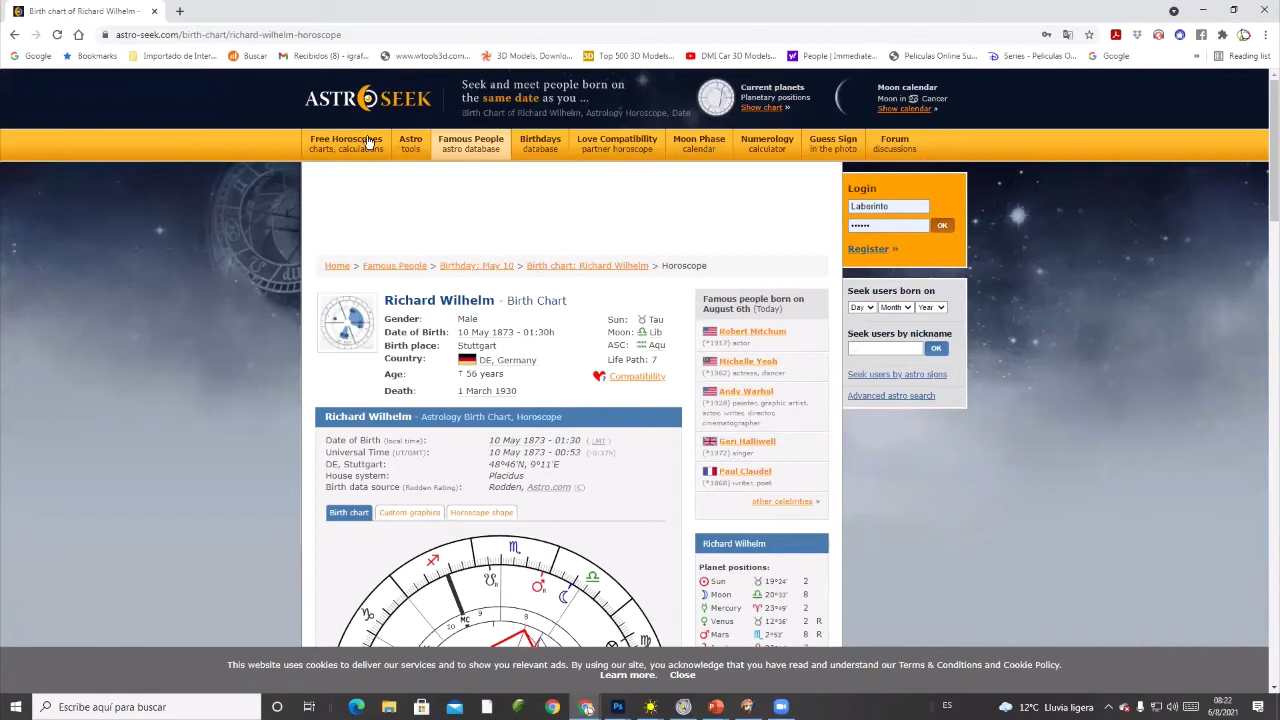 Birth chart of Richard Wilhelm,
astro-seek.com/birth-chart/richard-wilhelm-horoscope
Google Bookmarks Importado de Inter... Buscar Recibidos (8) - igraf... www.wtools3d.com... 3D Models, Downl... Top 500 3D Models... DMI Car 3D Models... People | Immediate... Online Courses - Le... Peliculas Online Su... Series - Peliculas O... Google » Reading list
ASTROSEEK
Seek and meet people born on
the same date as you ...
Birth Chart of Richard Wilhelm, Astrology Horoscope, Date
Current planets
Planetary positions
Show chart »
Moon calendar
Moon in Cancer
Show calendar »
Free Horoscopes
charts, calculations
Astro
tools
Famous People
astro database
Birthdays
database
Love Compatibility
partner horoscope
Moon Phase
calendar
Numerology
calculator
Guess Sign
in the photo
Forum
discussions
Login
Laberinto
•••••• OK
Register »
Seek users born on
Day Month Year
Seek users by nickname
OK
Seek users by astro signs
Advanced astro search
Home > Famous People > Birthday: May 10 > Birth chart: Richard Wilhelm > Horoscope
Richard Wilhelm - Birth Chart
Gender: Male
Date of Birth: 10 May 1873 - 01:30h
Birth place: Stuttgart
Country: DE, Germany
Age: † 56 years
Death: 1 March 1930
Sun: ♉ Tau
Moon: ♎ Lib
ASC: ♒ Aqu
Life Path: 7
Compatibility
Famous people born on
August 6th (Today)
Robert Mitchum
(*1917) actor
Michelle Yeoh
(*1962) actress, dancer
Andy Warhol
(*1928) painter, graphic artist,
actor, writer, director,
cinematographer
Geri Halliwell
(*1972) singer
Paul Claudel
(*1868) writer, poet
other celebrities »
Richard Wilhelm - Astrology Birth Chart, Horoscope
Date of Birth (local time): 10 May 1873 - 01:30 ( LMT )
Universal Time (UT/GMT): 10 May 1873 - 00:53 (-0:37h)
DE, Stuttgart: 48°46'N, 9°11'E
House system: Placidus
Birth data source (Rodden Rating): Rodden, Astro.com (C)
Birth chart Custom graphics Horoscope shape
MC
10 9 8
Richard Wilhelm
Planet positions:
Sun ♉ 19°24' 2
Moon ♎ 20°33' 8
Mercury ♈ 23°49' 2
Venus ♉ 12°36' 2 R
Mars ♏ 2°53' 8 R
This website uses cookies to deliver our services and to show you relevant ads. By using our site, you acknowledge that you have read and understand our Terms & Conditions and Cookie Policy.
Learn more. Close
Escribe aquí para buscar
12°C Lluvia ligera
ES
08:22
6/8/2021